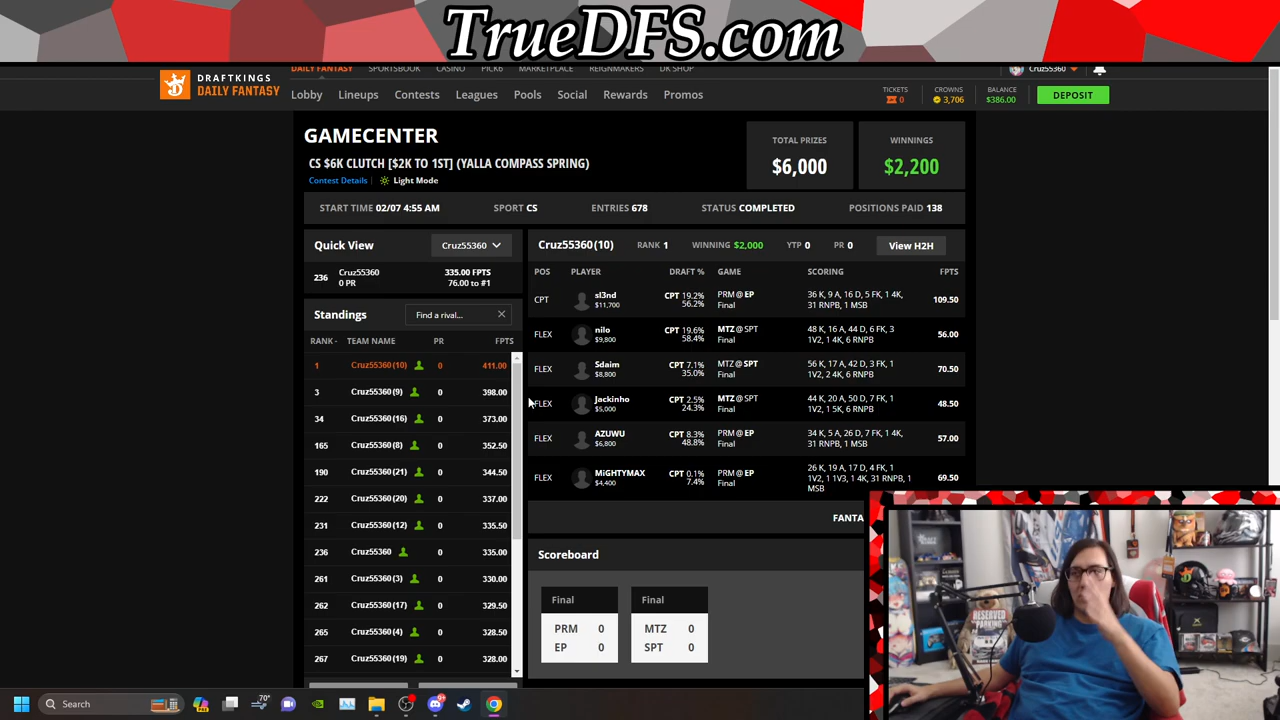 TrueDFS.com
DAILY FANTASY SPORTSBOOK CASINO PICK6 MARKETPLACE REIGNMAKERS DK SHOP Cruz55360
DRAFTKINGS
DAILY FANTASY
Lobby Lineups Contests Leagues Pools Social Rewards Promos
TICKETS CROWNS BALANCE
0 3,706 $386.00 DEPOSIT
GAMECENTER
CS $6K CLUTCH [$2K TO 1ST] (YALLA COMPASS SPRING)
Contest Details Light Mode
TOTAL PRIZES
$6,000
WINNINGS
$2,200
START TIME 02/07 4:55 AM SPORT CS ENTRIES 678 STATUS COMPLETED POSITIONS PAID 138
Quick View Cruz55360
236 Cruz55360 335.00 FPTS
0 PR 76.00 to #1
Standings Find a rival...
RANK TEAM NAME PR FPTS
1 Cruz55360 (10) 0 411.00
3 Cruz55360 (9) 0 398.00
34 Cruz55360 (16) 0 373.00
165 Cruz55360 (8) 0 352.50
190 Cruz55360 (21) 0 344.50
222 Cruz55360 (20) 0 337.00
231 Cruz55360 (12) 0 335.50
236 Cruz55360 0 335.00
261 Cruz55360 (3) 0 330.00
262 Cruz55360 (17) 0 329.50
265 Cruz55360 (4) 0 328.50
267 Cruz55360 (19) 0 328.00
Cruz55360 (10) RANK 1 WINNING $2,000 YTP 0 PR 0 View H2H
POS PLAYER DRAFT % GAME SCORING FPTS
CPT sl3nd CPT 19.2% PRM @ EP 36 K, 9 A, 16 D, 5 FK, 1 4K, 109.50
$11,700 56.2% Final 31 RNPB, 1 MSB
FLEX nilo CPT 19.6% MTZ @ SPT 48 K, 16 A, 44 D, 6 FK, 3 56.00
$9,800 58.4% Final 1V2, 1 4K, 6 RNPB
FLEX Sdaim CPT 7.1% MTZ @ SPT 56 K, 17 A, 42 D, 3 FK, 1 70.50
$8,800 35.0% Final 1V2, 2 4K, 6 RNPB
FLEX Jackinho CPT 2.5% MTZ @ SPT 44 K, 20 A, 50 D, 7 FK, 1 48.50
$5,000 24.3% Final 1V2, 1 5K, 6 RNPB
FLEX AZUWU CPT 8.3% PRM @ EP 34 K, 5 A, 26 D, 7 FK, 1 4K, 57.00
$6,800 48.8% Final 31 RNPB, 1 MSB
FLEX MiGHTYMAX CPT 0.1% PRM @ EP 26 K, 19 A, 17 D, 4 FK, 1 69.50
$4,400 7.4% Final 1V2, 1 1V3, 1 4K, 31 RNPB, 1
MSB
FANTA
Scoreboard
Final Final
PRM 0 MTZ 0
EP 0 SPT 0
RESERVED
PARKING
Search 70°